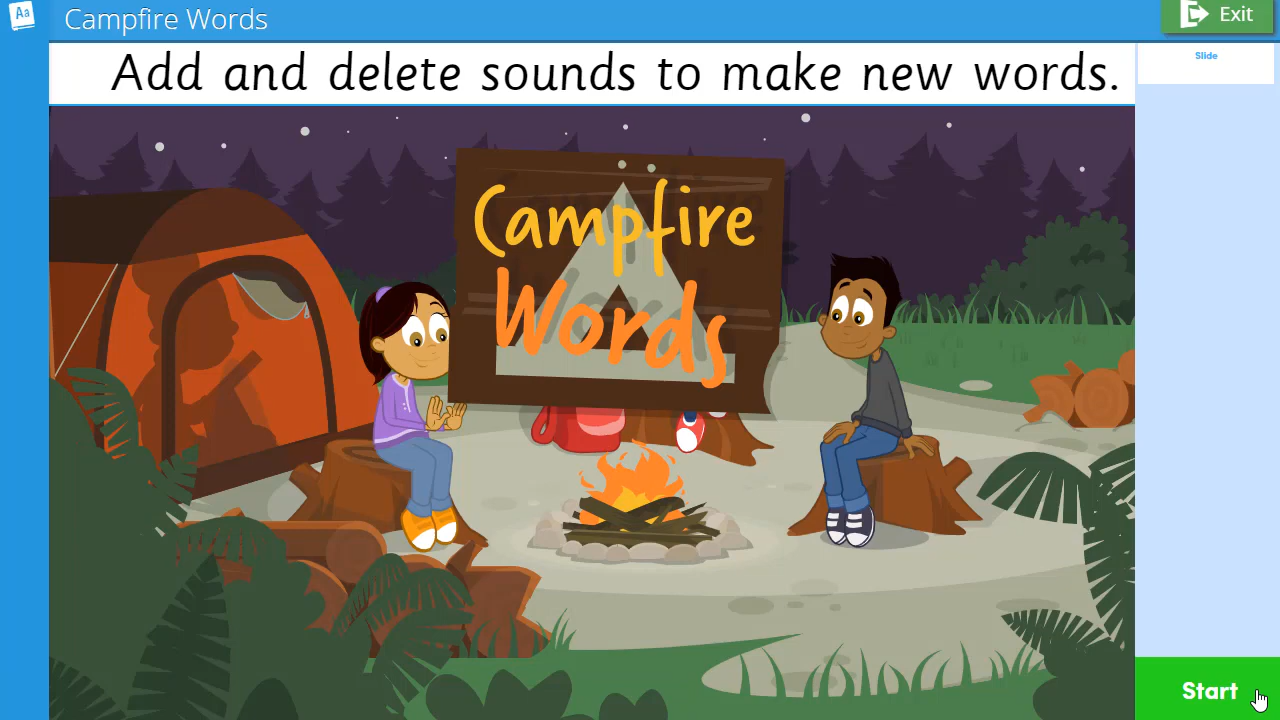 Aa
Campfire Words
Exit
Add and delete sounds to make new words.
Slide
Campfire
Words
Start